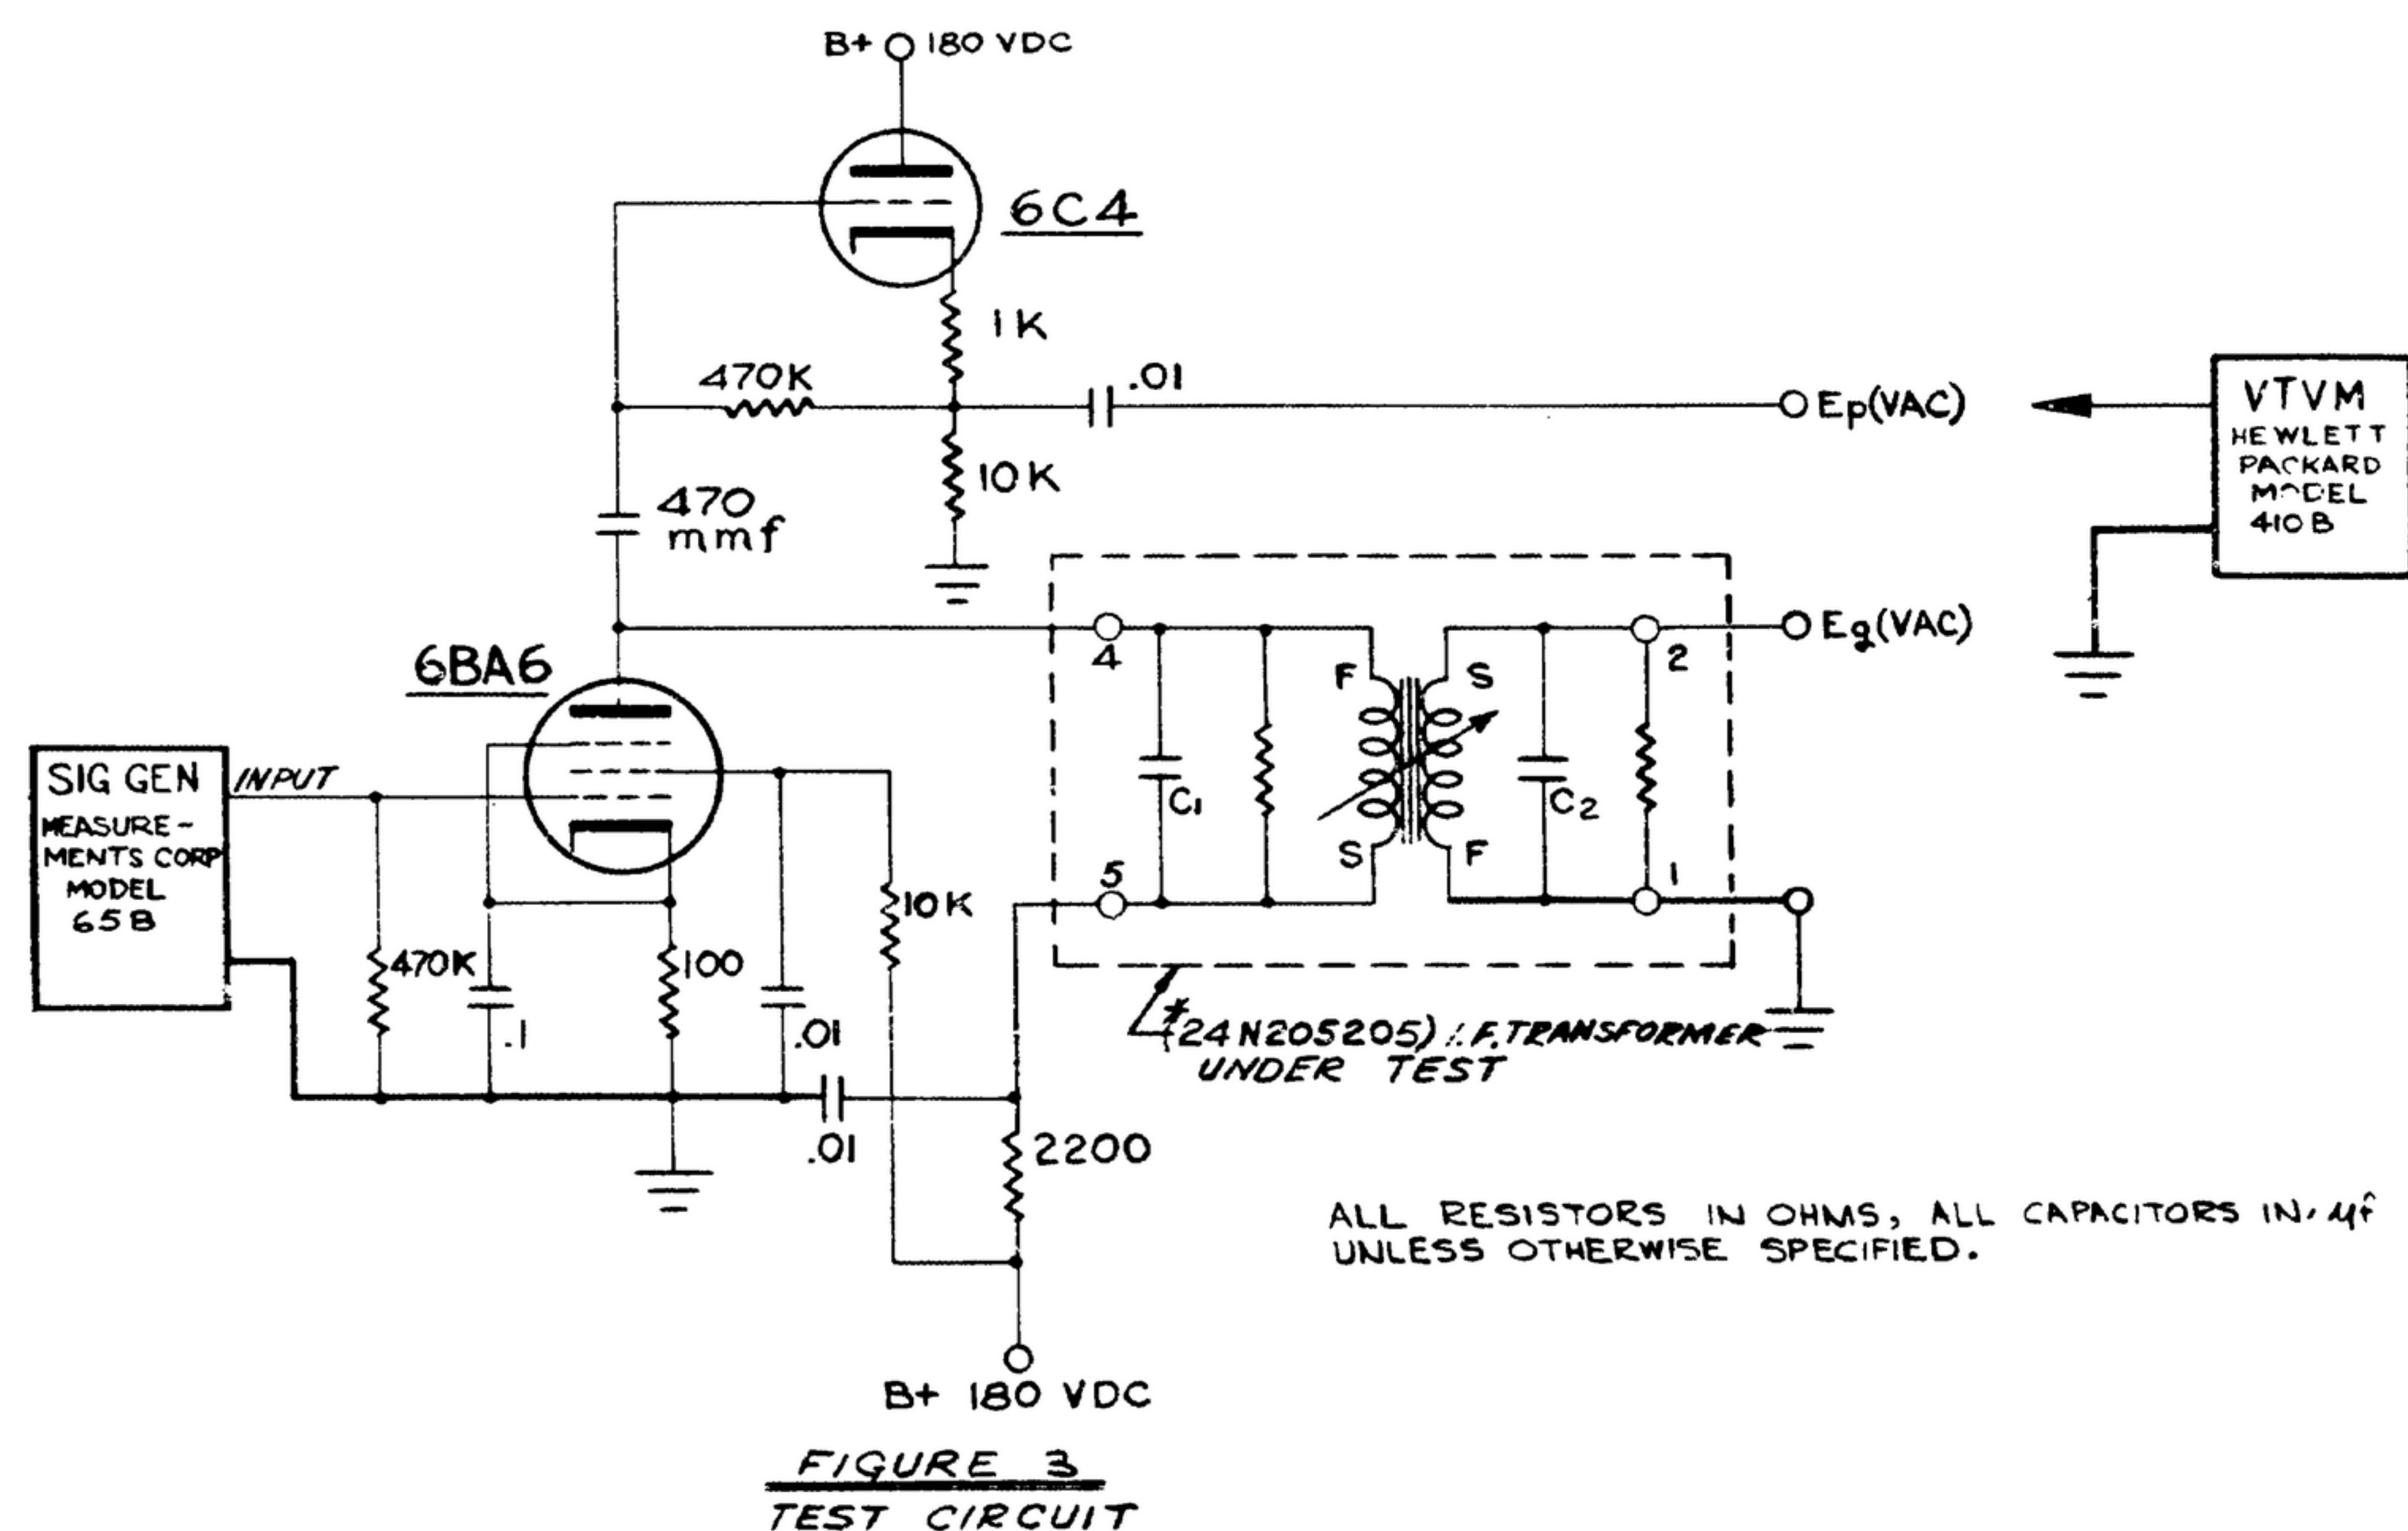 B+ 180 VDC
6C4
1K
470K
.01
Ep(VAC)
VTVM
HEWLETT
PACKARD
MODEL
410B
10K
470
mmf
Eg(VAC)
6BA6
4
2
F
S
SIG GEN
MEASURE-
MENTS CORP
MODEL
65B
INPUT
C1
C2
S
F
5
1
10K
470K
100
.1
.01
24N205205) I.F. TRANSFORMER
UNDER TEST
.01
2200
ALL RESISTORS IN OHMS, ALL CAPACITORS IN μf
UNLESS OTHERWISE SPECIFIED.
B+ 180 VDC
FIGURE 3
TEST CIRCUIT